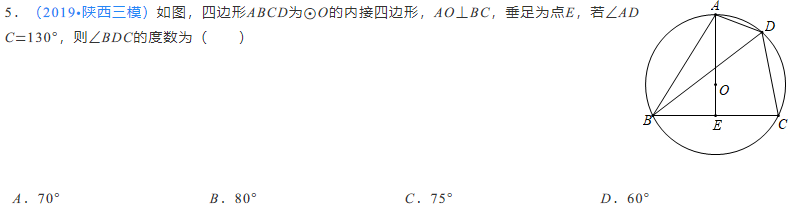 5．（2019•陕西三模）如图，四边形ABCD为⊙O的内接四边形，AO⊥BC，垂足为点E，若∠AD
C=130°，则∠BDC的度数为（　　）
A
D
O
B
E
C
A．70°　B．80°　C．75°　D．60°